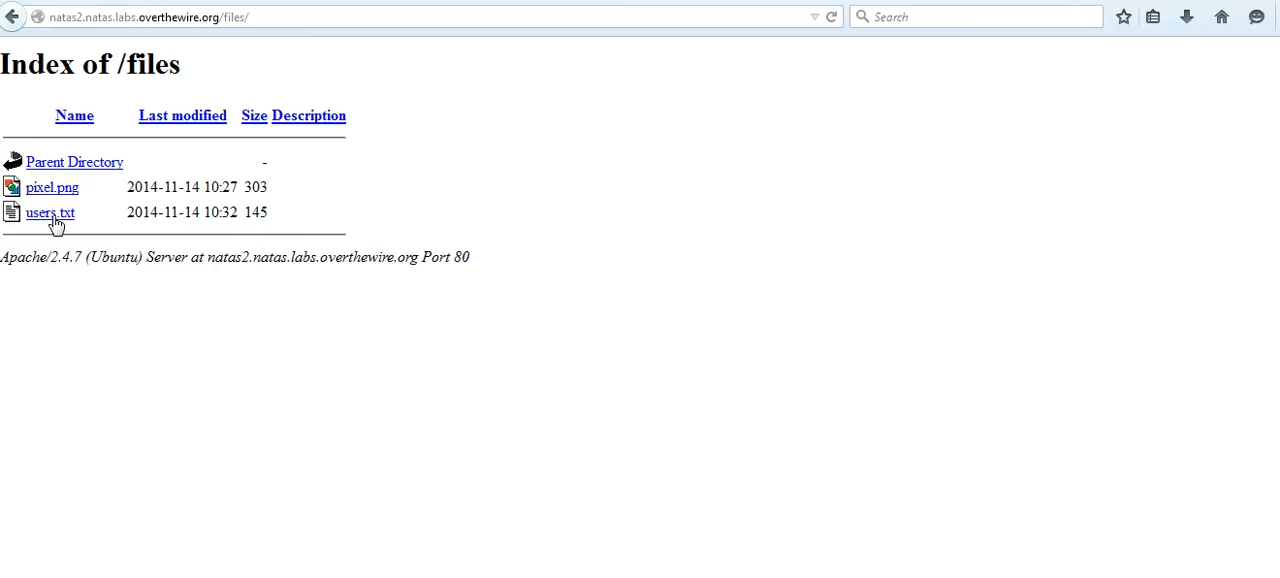 natas2.natas.labs.overthewire.org/files/
Search
Index of /files
Name Last modified Size Description
Parent Directory -
pixel.png 2014-11-14 10:27 303
users.txt 2014-11-14 10:32 145
Apache/2.4.7 (Ubuntu) Server at natas2.natas.labs.overthewire.org Port 80